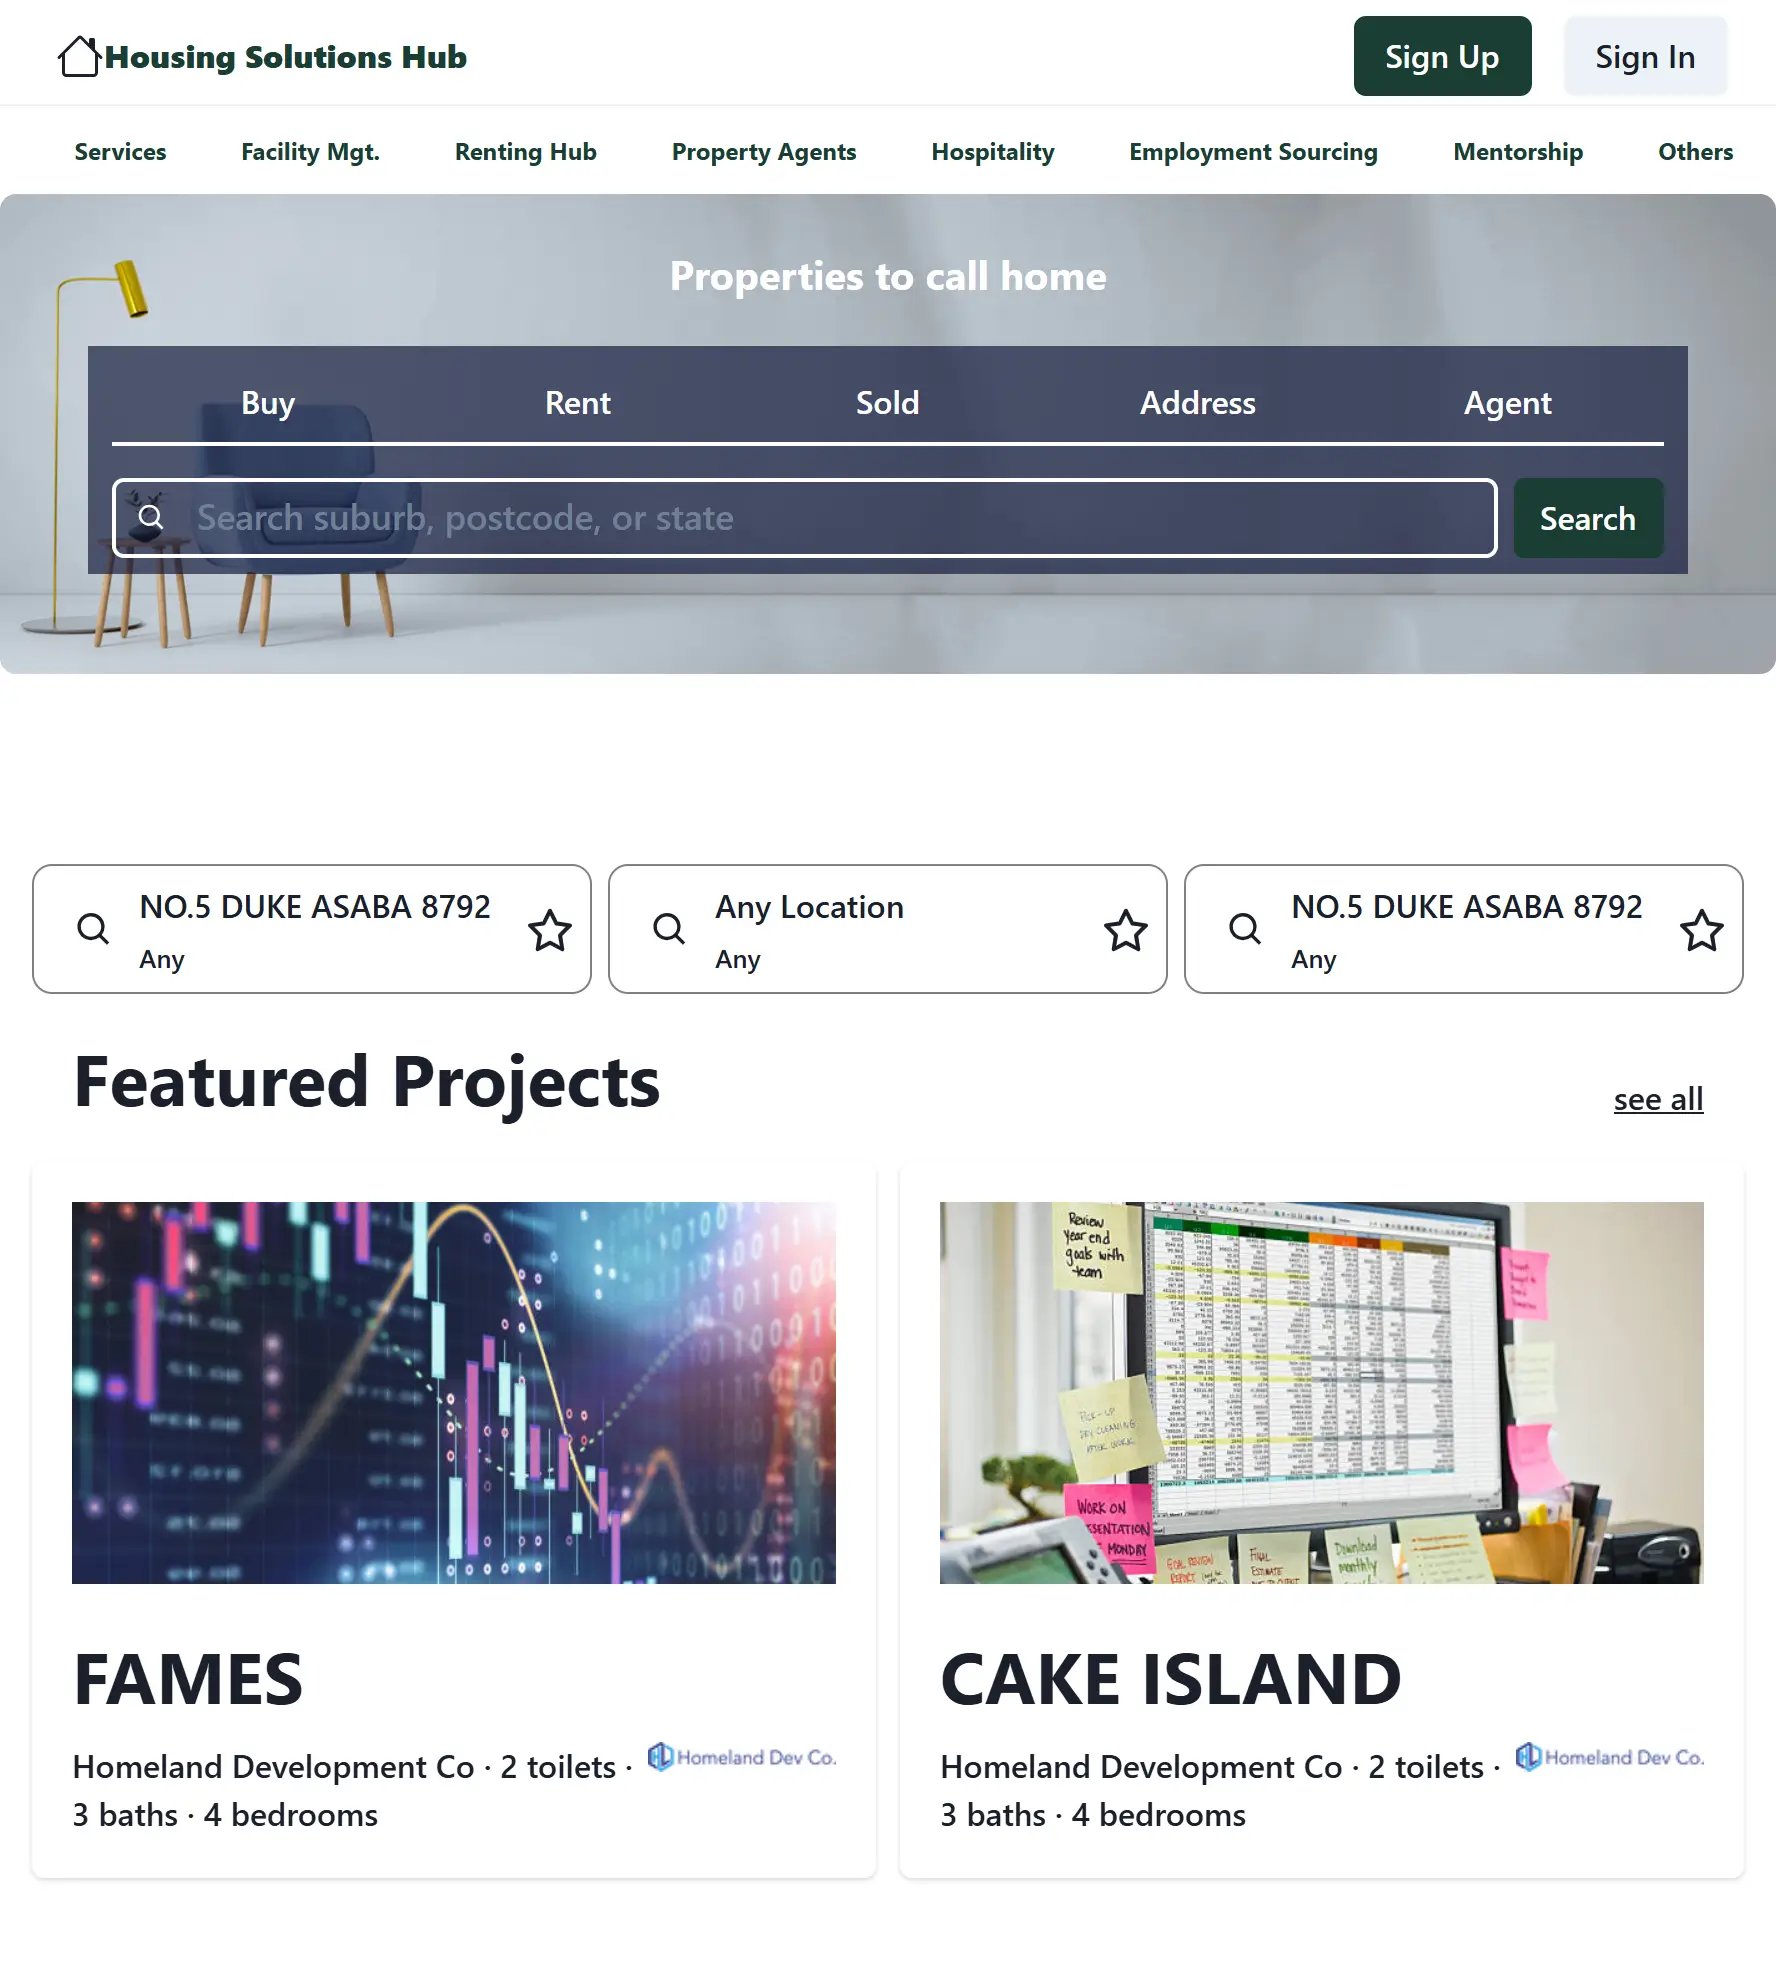 Housing Solutions Hub
Sign Up
Sign In
Services
Facility Mgt.
Renting Hub
Property Agents
Hospitality
Employment Sourcing
Mentorship
Others
Properties to call home
Buy
Rent
Sold
Address
Agent
Search suburb, postcode, or state
Search
NO.5 DUKE ASABA 8792
Any
Any Location
Any
NO.5 DUKE ASABA 8792
Any
Featured Projects
see all
Review
year end
goals with
team
PICK-UP
DRY CLEANING
AFTER WORK
WORK ON
MONDAY
GOAL REVIEW
REPORT
FINAL
ESTIMATE
Download
monthly
FAMES
Homeland Development Co · 2 toilets ·
3 baths · 4 bedrooms
Homeland Dev Co.
CAKE ISLAND
Homeland Development Co · 2 toilets ·
3 baths · 4 bedrooms
Homeland Dev Co.